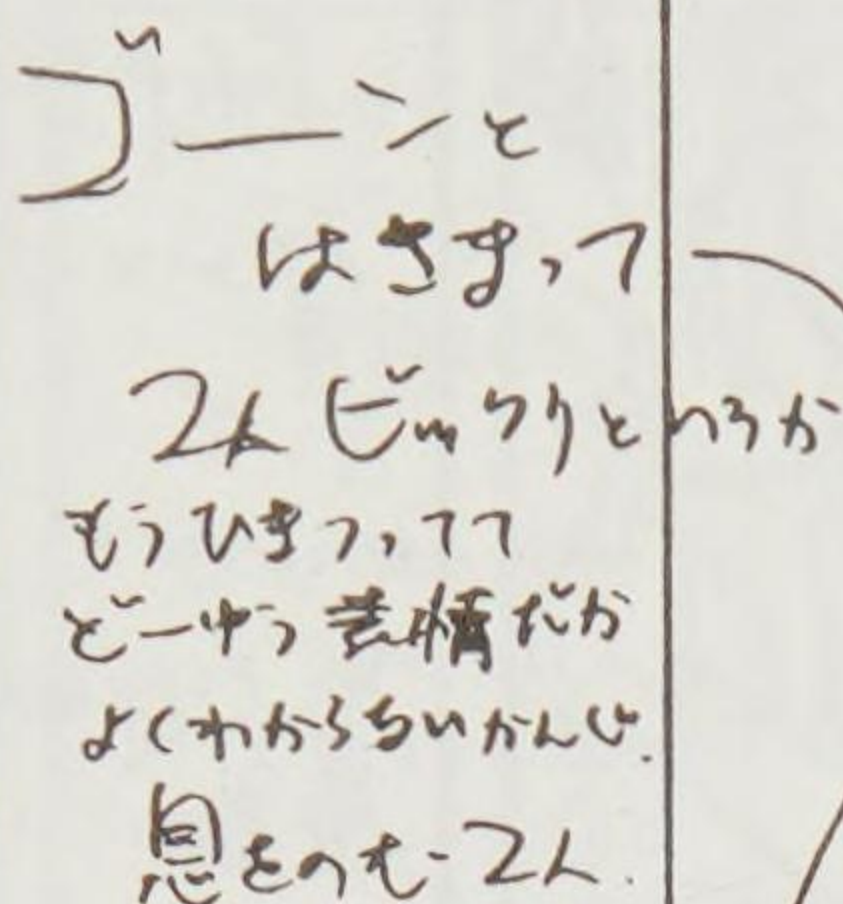 ゴーンと
はさまって
2人ビックリといろか
もうひきつってて
どーゆう表情だか
よくわからないかんじ.
息をのむ-2人.